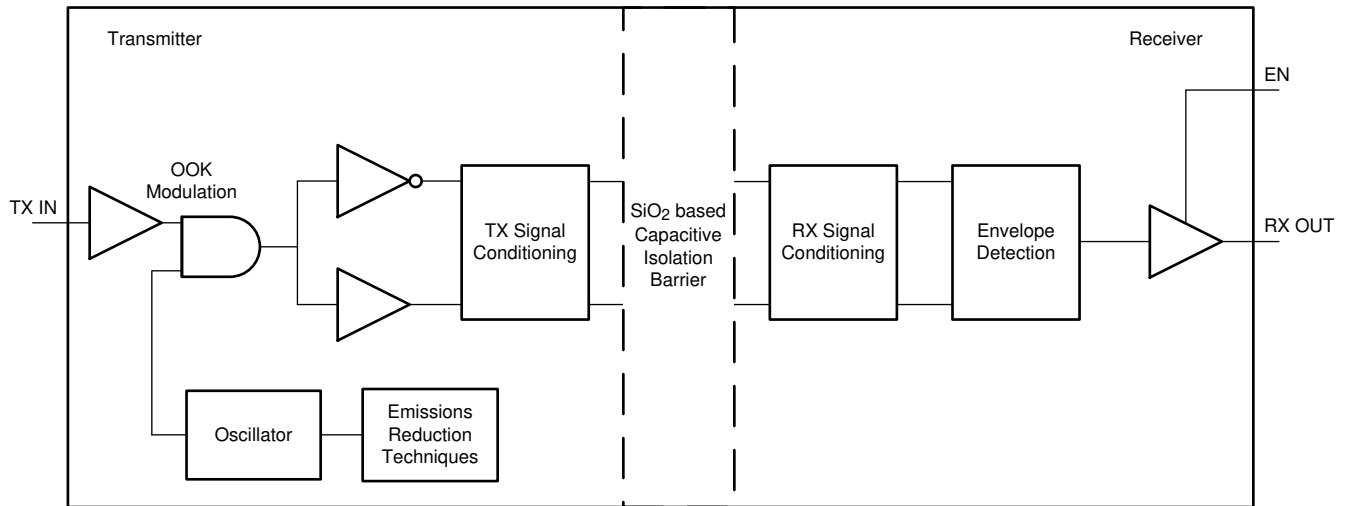 Transmitter
Receiver
EN
OOK
Modulation
TX IN
TX Signal
Conditioning
SiO2 based
Capacitive
Isolation
Barrier
RX Signal
Conditioning
Envelope
Detection
RX OUT
Oscillator
Emissions
Reduction
Techniques